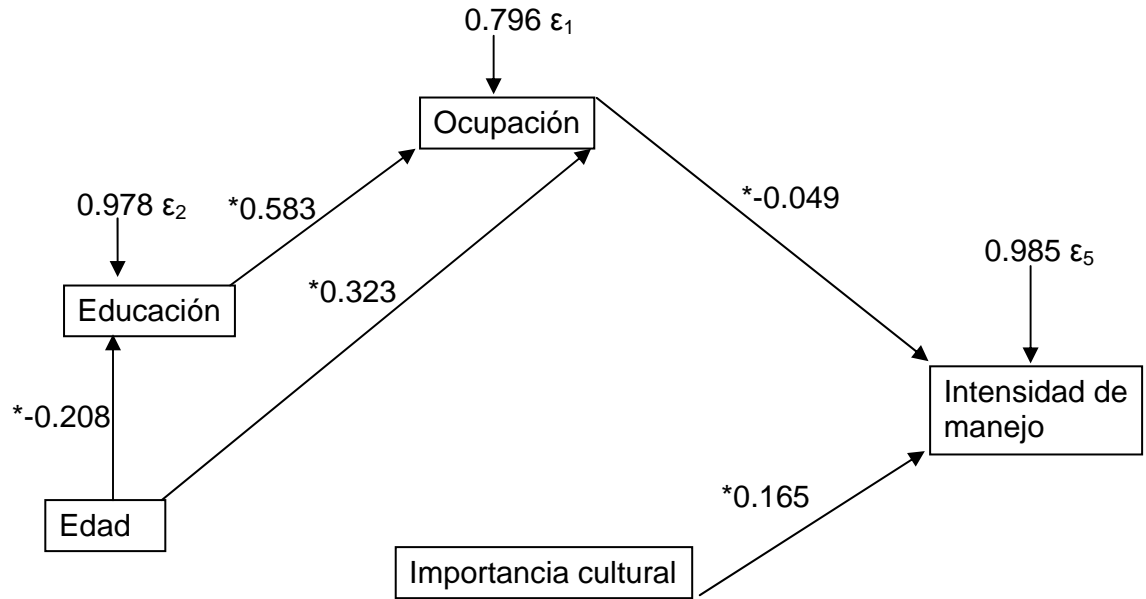 0.796 ε₁
Ocupación
0.978 ε₂
*0.583
*-0.049
0.985 ε₅
Educación
*0.323
Intensidad de
manejo
*-0.208
*0.165
Edad
Importancia cultural